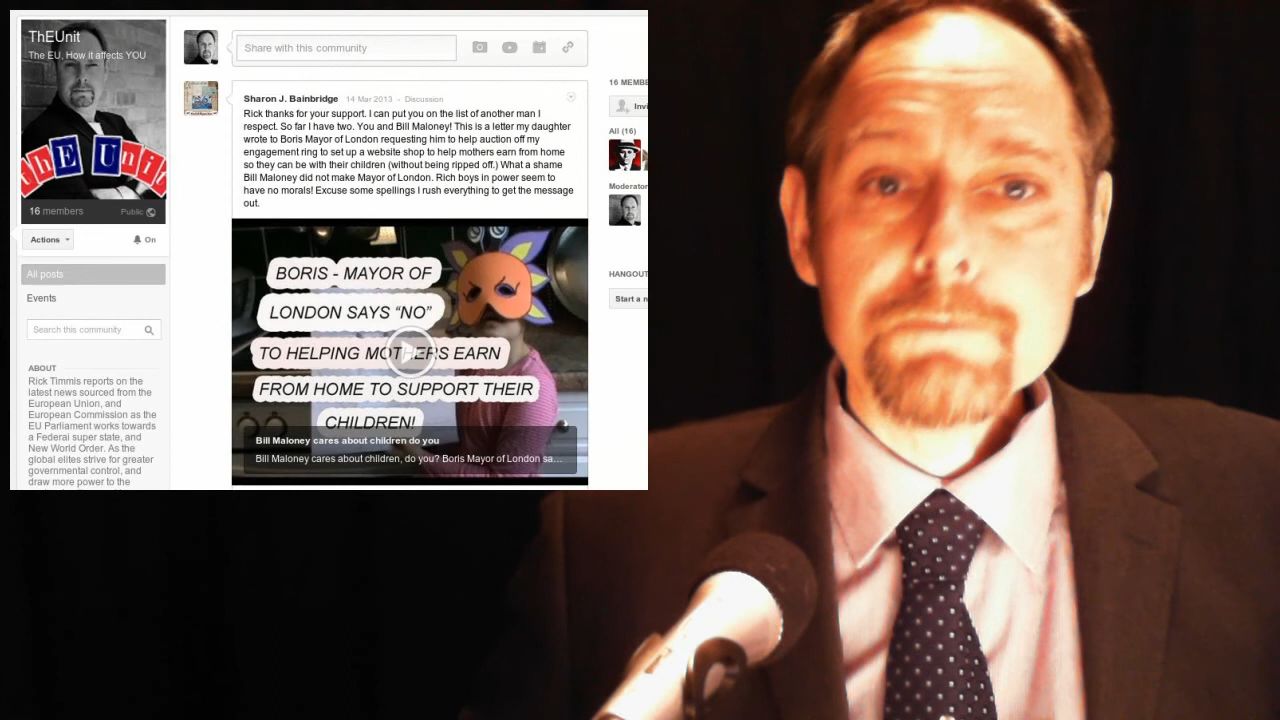 ThEUnit
The EU, How it affects YOU
thE Unit
16 members
Public
Actions
On
All posts
Events
Search this community
ABOUT
Rick Timmis reports on the
latest news sourced from the
European Union, and
European Commission as the
EU Parliament works towards
a Federal super state, and
New World Order. As the
global elites strive for greater
governmental control, and
draw more power to the
Share with this community
Sharon J. Bainbridge 14 Mar 2013 - Discussion
Rick thanks for your support. I can put you on the list of another man I
respect. So far I have two. You and Bill Maloney! This is a letter my daughter
wrote to Boris Mayor of London requesting him to help auction off my
engagement ring to set up a website shop to help mothers earn from home
so they can be with their children (without being ripped off.) What a shame
Bill Maloney did not make Mayor of London. Rich boys in power seem to
have no morals! Excuse some spellings I rush everything to get the message
out.
BORIS - MAYOR OF
LONDON SAYS “NO”
TO HELPING MOTHERS EARN
FROM HOME TO SUPPORT THEIR
CHILDREN!
Bill Maloney cares about children do you
Bill Maloney cares about children, do you? Boris Mayor of London sa...
16 MEMBE
Invi
All (16)
Moderator
HANGOUT
Start a n